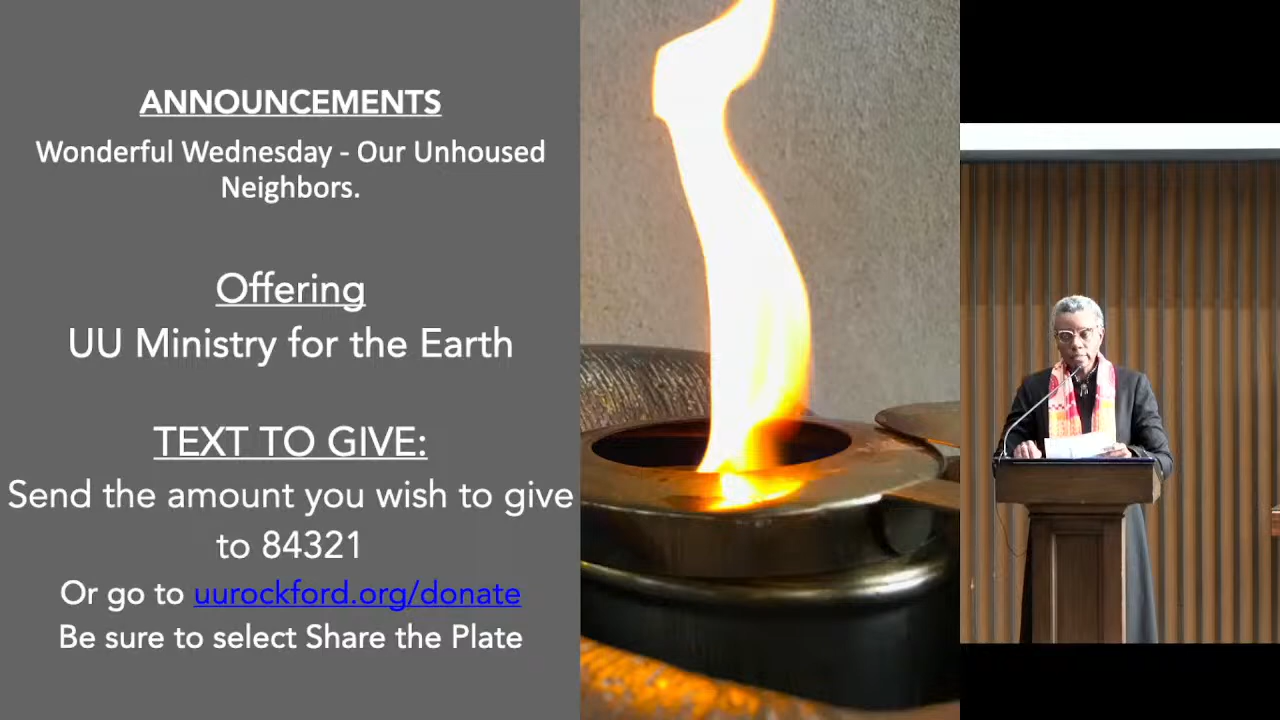 ANNOUNCEMENTS
Wonderful Wednesday - Our Unhoused
Neighbors.
Offering
UU Ministry for the Earth
TEXT TO GIVE:
Send the amount you wish to give
to 84321
Or go to uurockford.org/donate
Be sure to select Share the Plate